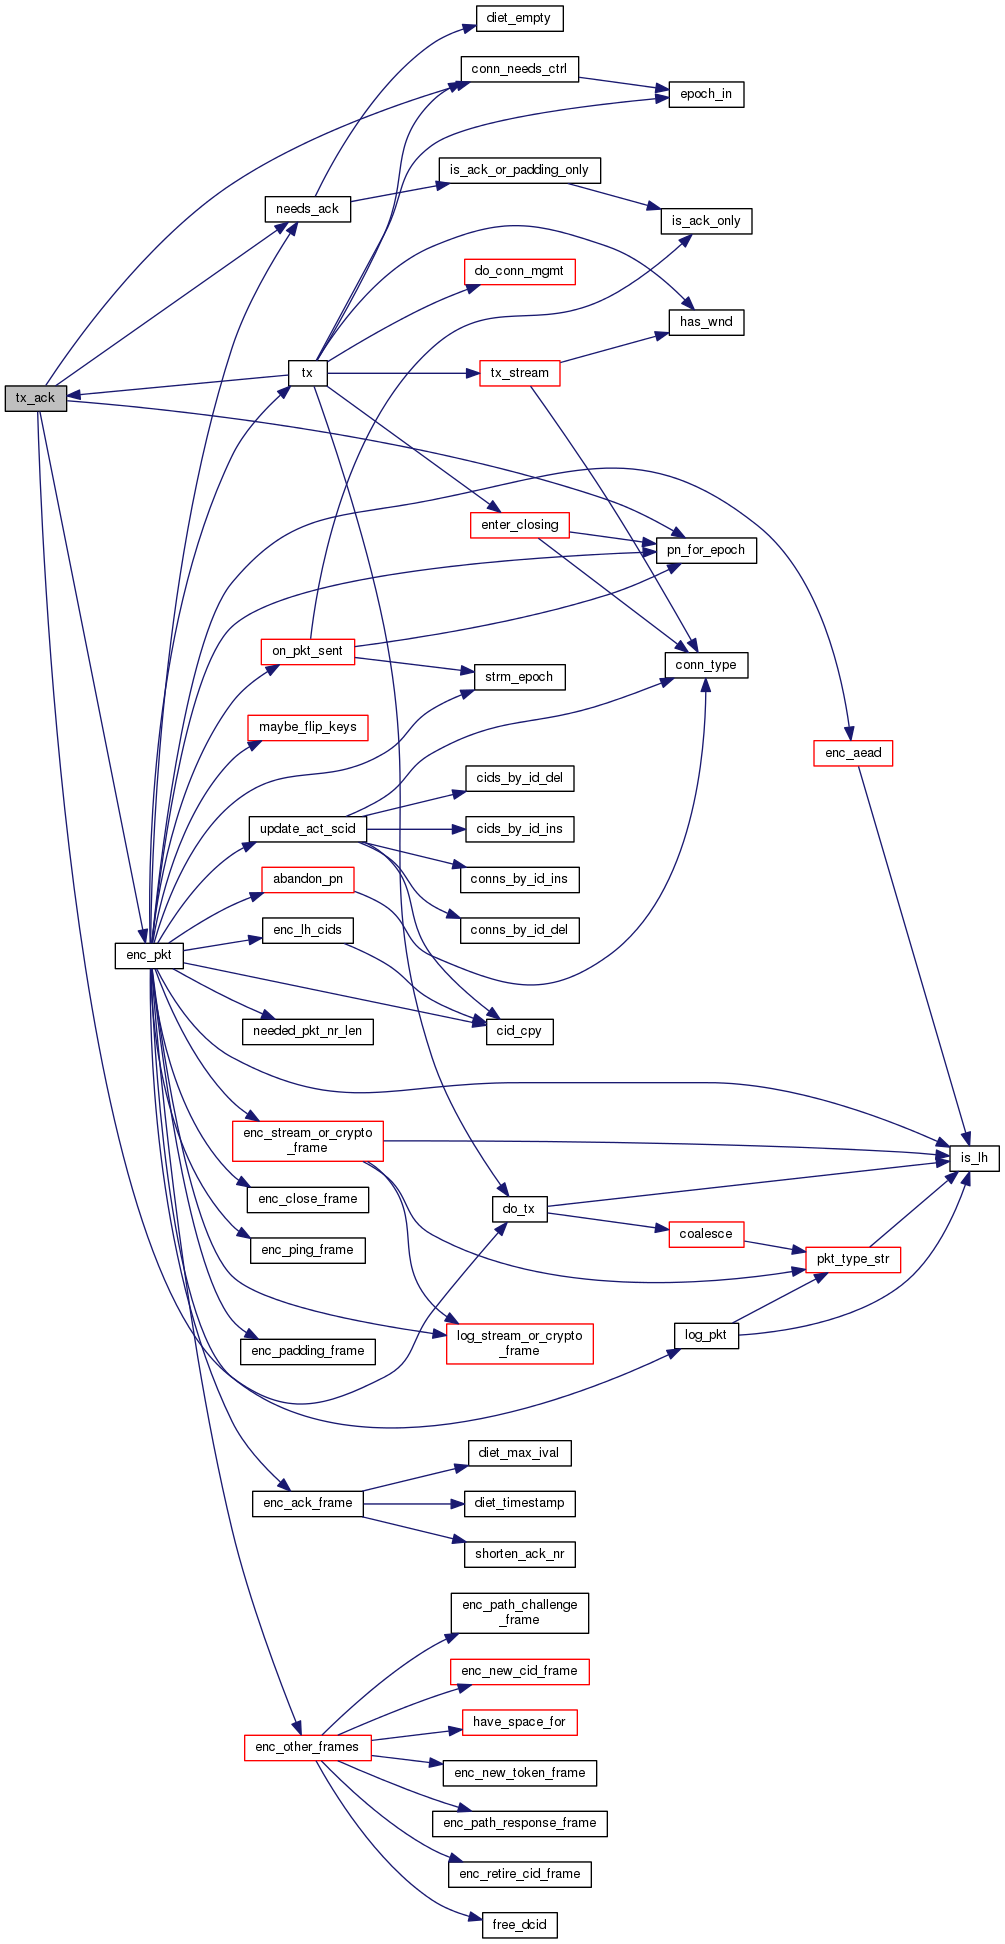 diet_empty
conn_needs_ctrl
epoch_in
is_ack_or_padding_only
needs_ack
is_ack_only
do_conn_mgmt
has_wnd
tx
tx_stream
tx_ack
enter_closing
pn_for_epoch
on_pkt_sent
conn_type
strm_epoch
maybe_flip_keys
enc_aead
cids_by_id_del
update_act_scid
cids_by_id_ins
abandon_pn
conns_by_id_ins
enc_lh_cids
conns_by_id_del
enc_pkt
needed_pkt_nr_len
cid_cpy
enc_stream_or_crypto
_frame
is_lh
enc_close_frame
do_tx
coalesce
enc_ping_frame
pkt_type_str
log_pkt
log_stream_or_crypto
_frame
enc_padding_frame
diet_max_ival
enc_ack_frame
diet_timestamp
shorten_ack_nr
enc_path_challenge
_frame
enc_new_cid_frame
have_space_for
enc_other_frames
enc_new_token_frame
enc_path_response_frame
enc_retire_cid_frame
free_dcid